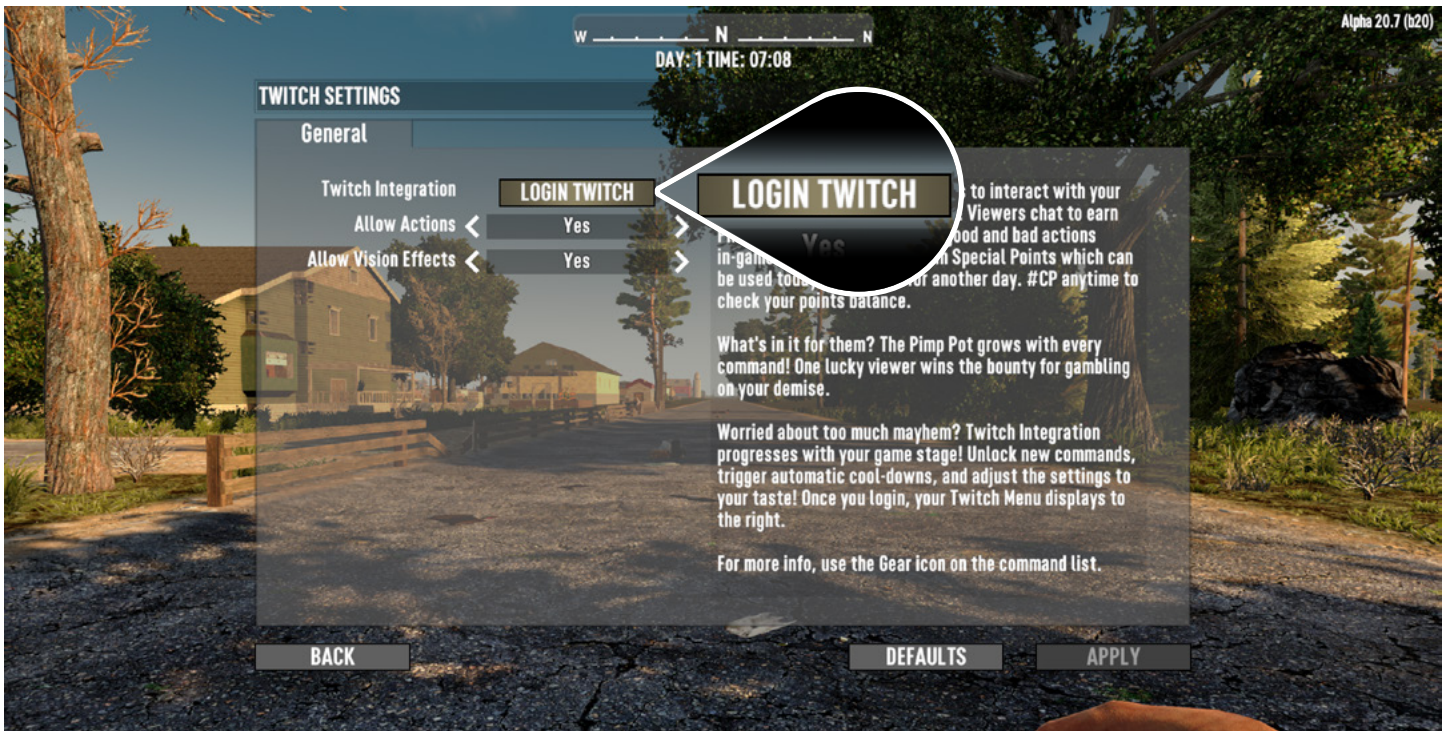 Alpha 20.7 (b20)
W N N
DAY: 1 TIME: 07:08
TWITCH SETTINGS
General
Twitch Integration LOGIN TWITCH
Allow Actions Yes
Allow Vision Effects Yes
LOGIN TWITCH
Yes
s to interact with your
Viewers chat to earn
ood and bad actions
in-gam n Special Points which can
be used tod or another day. #CP anytime to
check your points balance.
What's in it for them? The Pimp Pot grows with every
command! One lucky viewer wins the bounty for gambling
on your demise.
Worried about too much mayhem? Twitch Integration
progresses with your game stage! Unlock new commands,
trigger automatic cool-downs, and adjust the settings to
your taste! Once you login, your Twitch Menu displays to
the right.
For more info, use the Gear icon on the command list.
BACK
DEFAULTS
APPLY